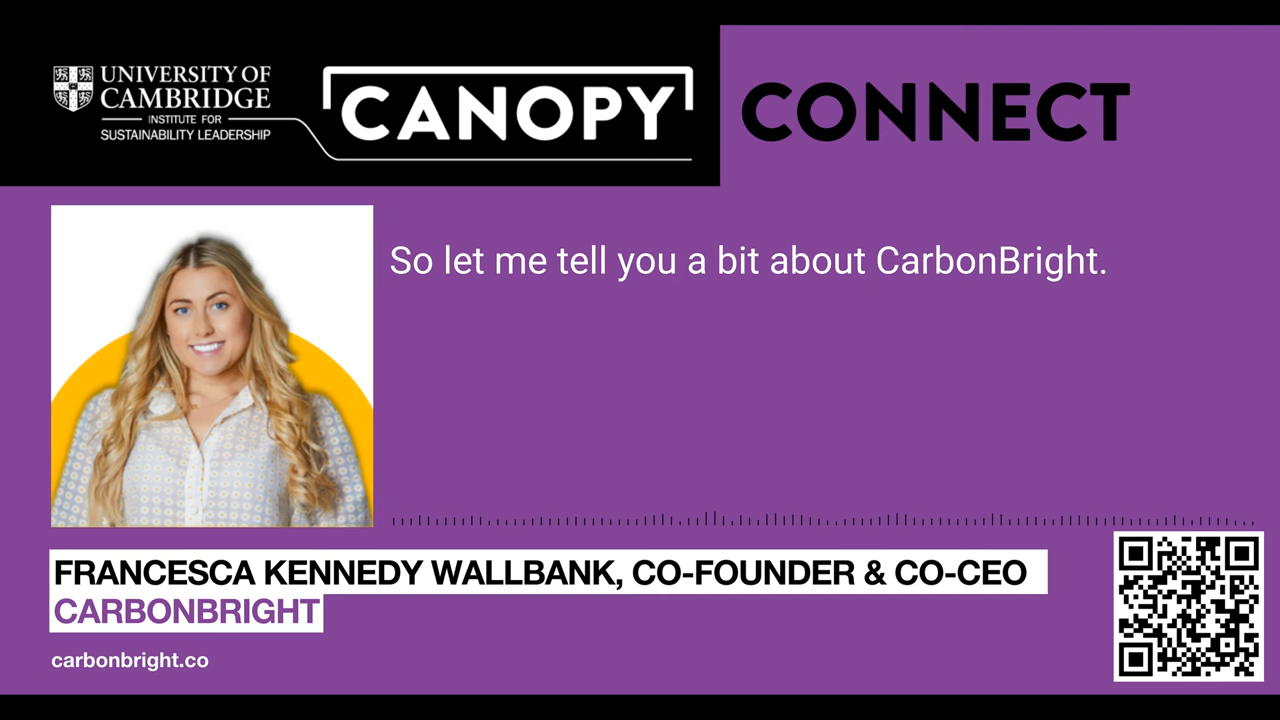 UNIVERSITY OF
CAMBRIDGE
INSTITUTE FOR
SUSTAINABILITY LEADERSHIP
CANOPY
CONNECT
So let me tell you a bit about CarbonBright.
FRANCESCA KENNEDY WALLBANK, CO-FOUNDER & CO-CEO
CARBONBRIGHT
carbonbright.co